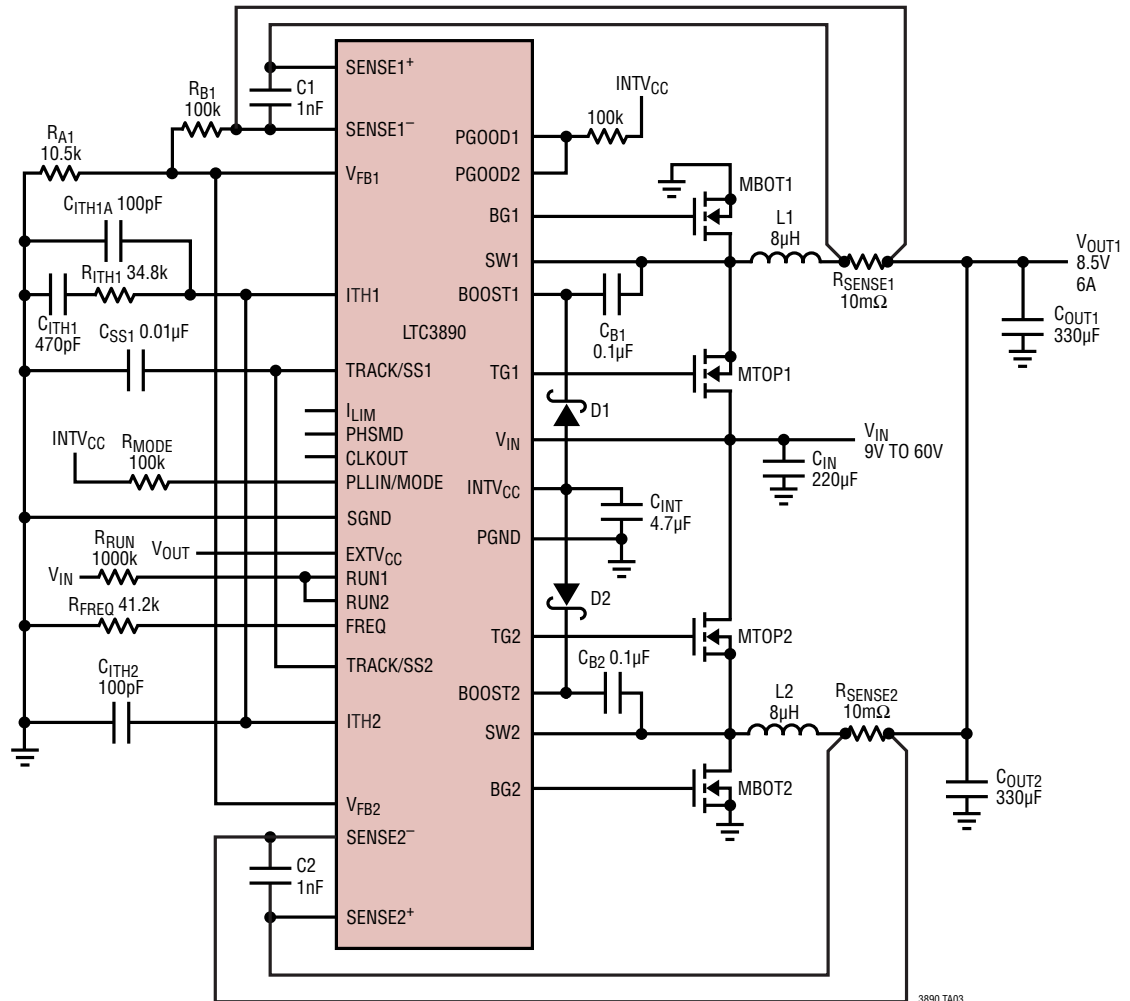 SENSE1+
SENSE1–
VFB1
ITH1
LTC3890
TRACK/SS1
ILIM
PHSMD
CLKOUT
PLLIN/MODE
SGND
EXTVCC
RUN1
RUN2
FREQ
TRACK/SS2
ITH2
VFB2
SENSE2–
SENSE2+
PGOOD1
PGOOD2
BG1
SW1
BOOST1
TG1
VIN
INTVCC
PGND
TG2
BOOST2
SW2
BG2
C1
1nF
RB1
100k
RA1
10.5k
CITH1A 100pF
RITH1 34.8k
CITH1
470pF
CSS1 0.01µF
INTVCC
RMODE
100k
VOUT
RRUN
1000k
VIN
RFREQ 41.2k
CITH2
100pF
C2
1nF
INTVCC
100k
MBOT1
L1
8µH
RSENSE1
10mΩ
VOUT1
8.5V
6A
COUT1
330µF
CB1
0.1µF
MTOP1
D1
VIN
9V TO 60V
CIN
220µF
CINT
4.7µF
D2
MTOP2
CB2 0.1µF
L2
8µH
RSENSE2
10mΩ
MBOT2
COUT2
330µF
3890 TA03